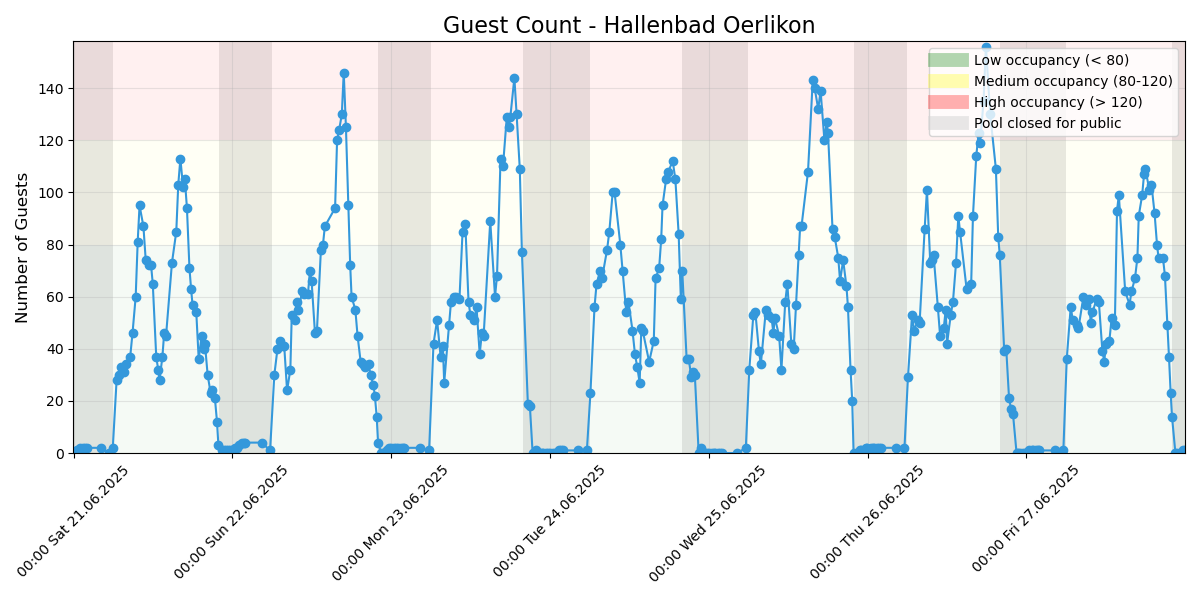 Guest Count - Hallenbad Oerlikon
Low occupancy (< 80)
Medium occupancy (80-120)
High occupancy (> 120)
Pool closed for public
Number of Guests
140
120
100
80
60
40
20
0
00:00 Sat 21.06.2025
00:00 Sun 22.06.2025
00:00 Mon 23.06.2025
00:00 Tue 24.06.2025
00:00 Wed 25.06.2025
00:00 Thu 26.06.2025
00:00 Fri 27.06.2025